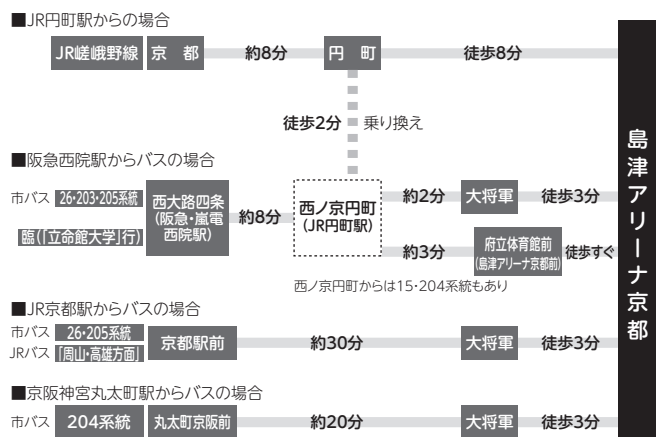 ■JR円町駅からの場合
JR嵯峨野線 京 都 約8分 円 町 徒歩8分
徒歩2分 乗り換え
■阪急西院駅からバスの場合
市バス 26・203・205系統
臨(「立命館大学」行)
西大路四条
(阪急・嵐電
西院駅)
約8分
西ノ京円町
(JR円町駅)
約2分 大将軍 徒歩3分
約3分 府立体育館前
(島津アリーナ京都前)
徒歩すぐ
西ノ京円町からは15・204系統もあり
■JR京都駅からバスの場合
市バス 26・205系統
JRバス 「周山・高雄方面」
京都駅前 約30分 大将軍 徒歩3分
■京阪神宮丸太町駅からバスの場合
市バス 204系統 丸太町京阪前 約20分 大将軍 徒歩3分
島津アリーナ京都